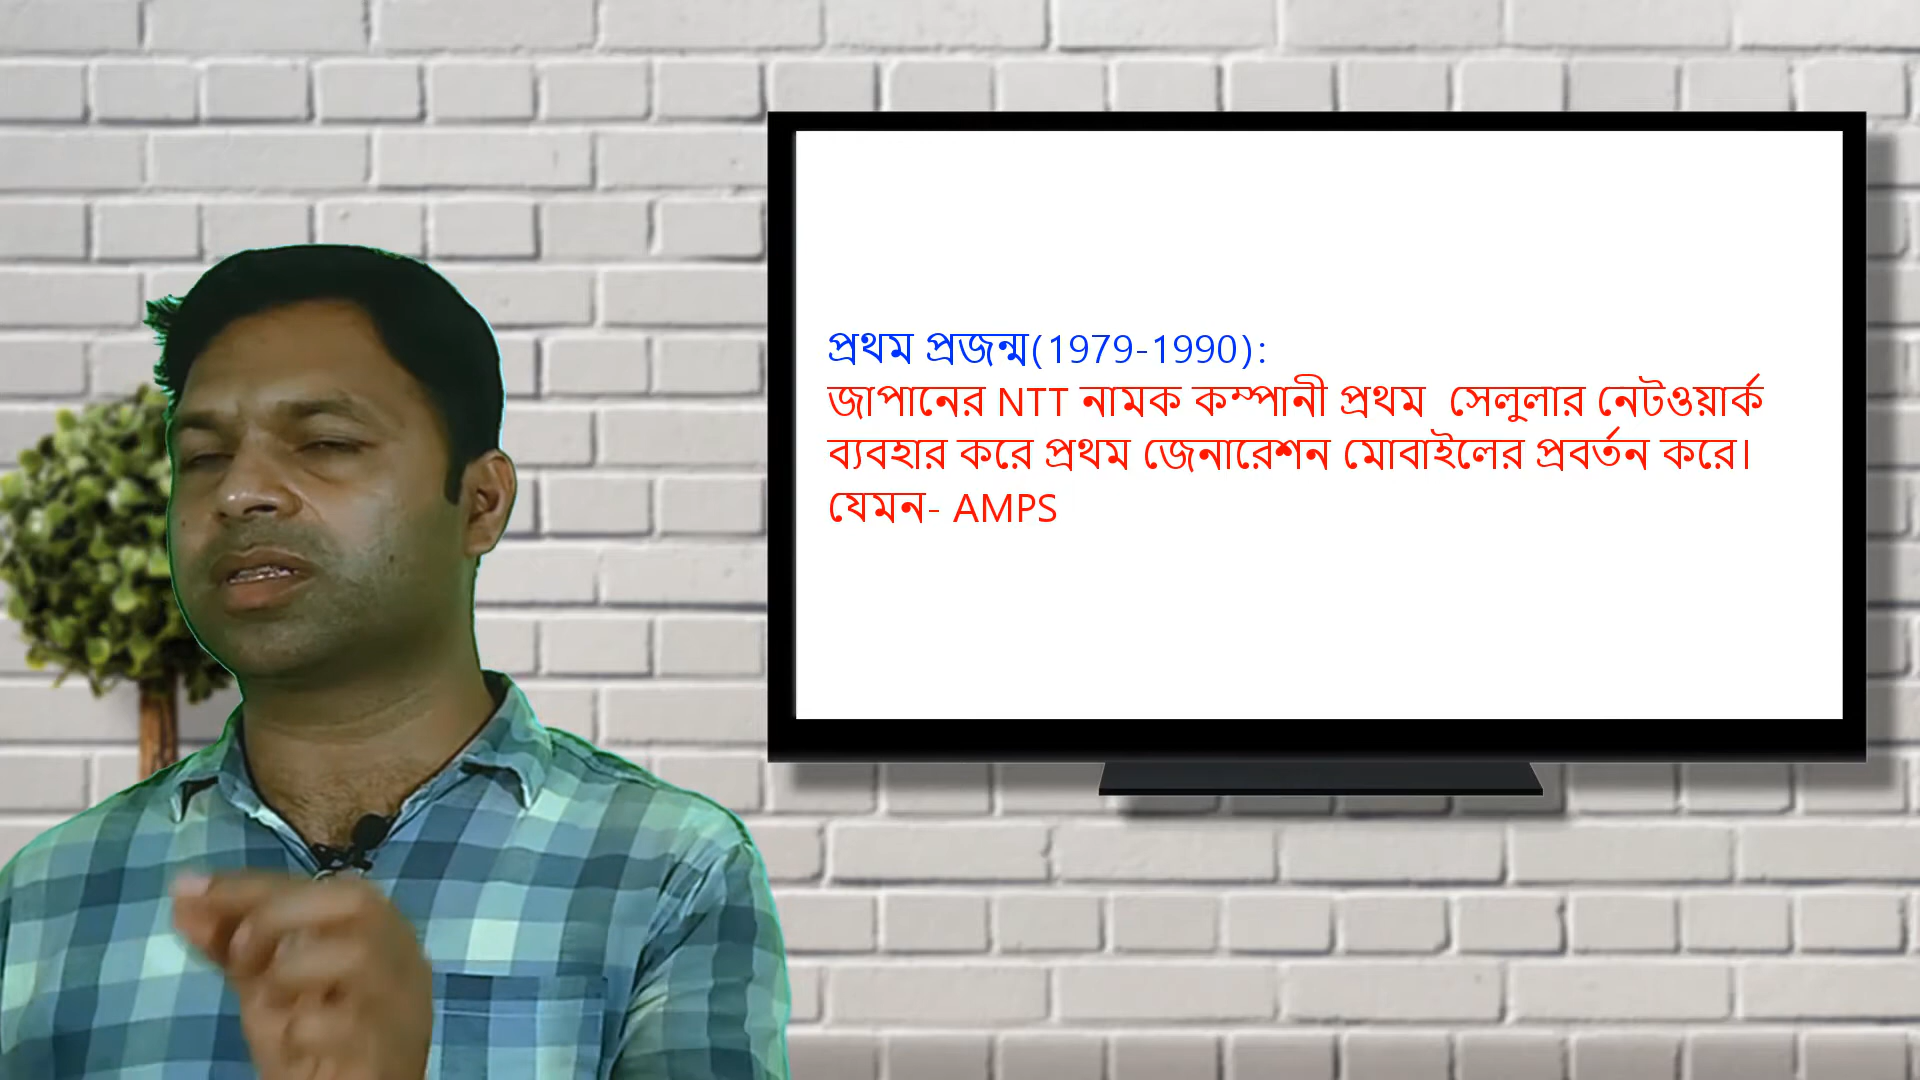 প্রথম প্রজন্ম(1979-1990):
জাপানের NTT নামক কম্পানী প্রথম সেলুলার নেটওয়ার্ক
ব্যবহার করে প্রথম জেনারেশন মোবাইলের প্রবর্তন করে।
যেমন- AMPS